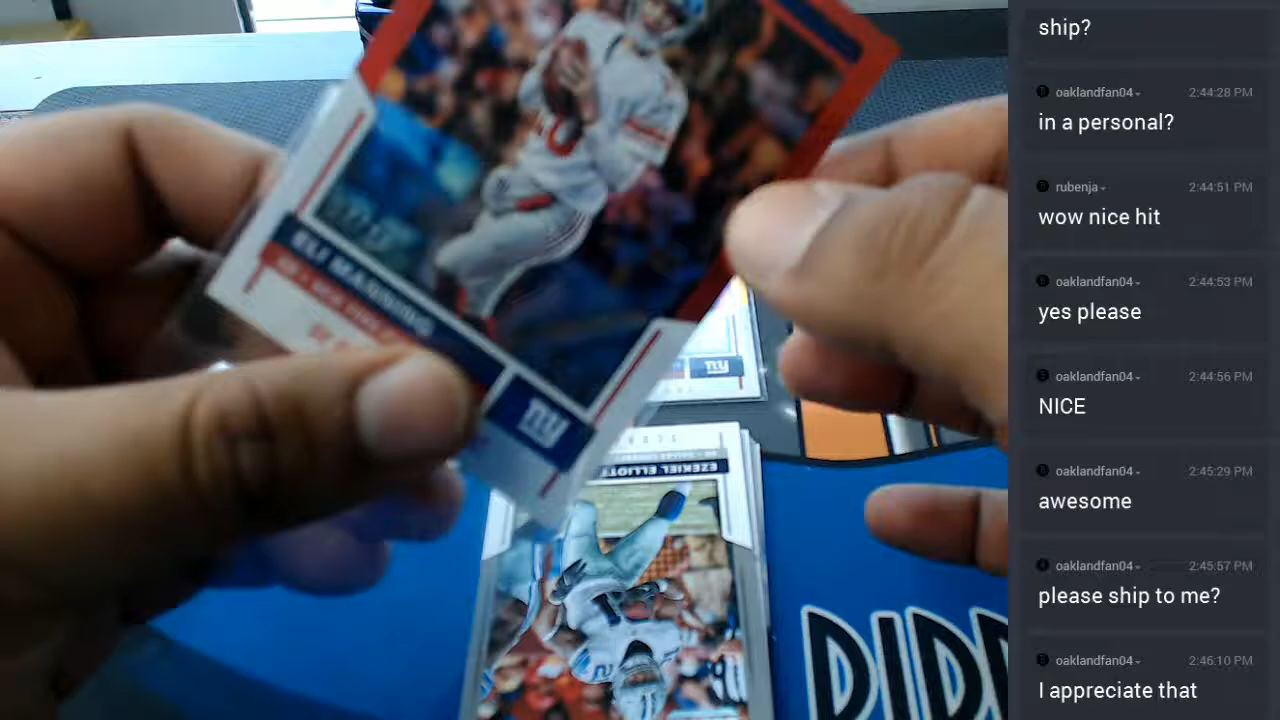 ship?
oaklandfan04
2:44:28 PM
in a personal?
rubenja
2:44:51 PM
wow nice hit
oaklandfan04
2:44:53 PM
yes please
oaklandfan04
2:44:56 PM
NICE
oaklandfan04
2:45:29 PM
awesome
oaklandfan04
2:45:57 PM
please ship to me?
oaklandfan04
2:46:10 PM
I appreciate that
ELI MANNING
ny
ny
EZEKIEL ELLIOTT